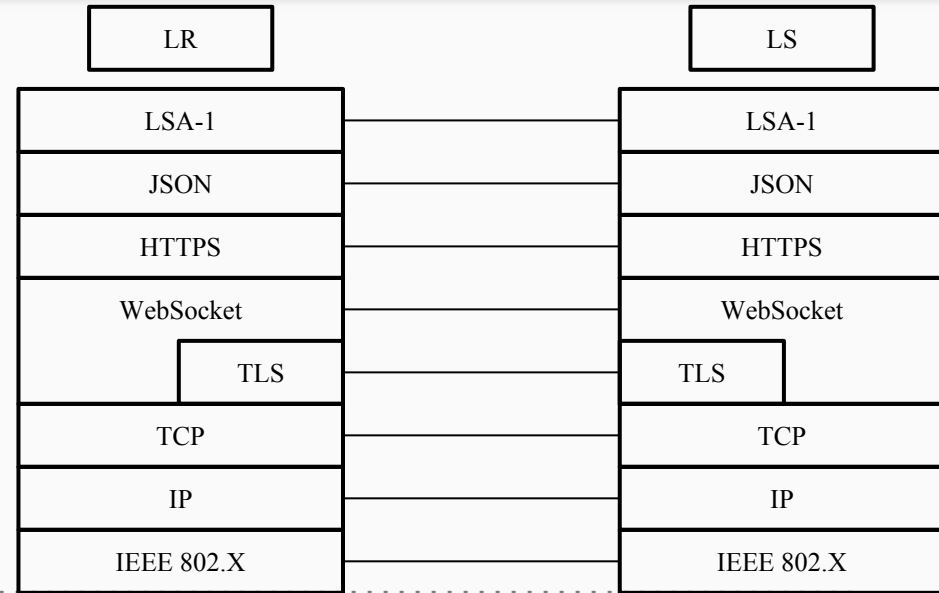 LR
LS
LSA-1
LSA-1
JSON
JSON
HTTPS
HTTPS
WebSocket
WebSocket
TLS
TLS
TCP
TCP
IP
IP
IEEE 802.X
IEEE 802.X